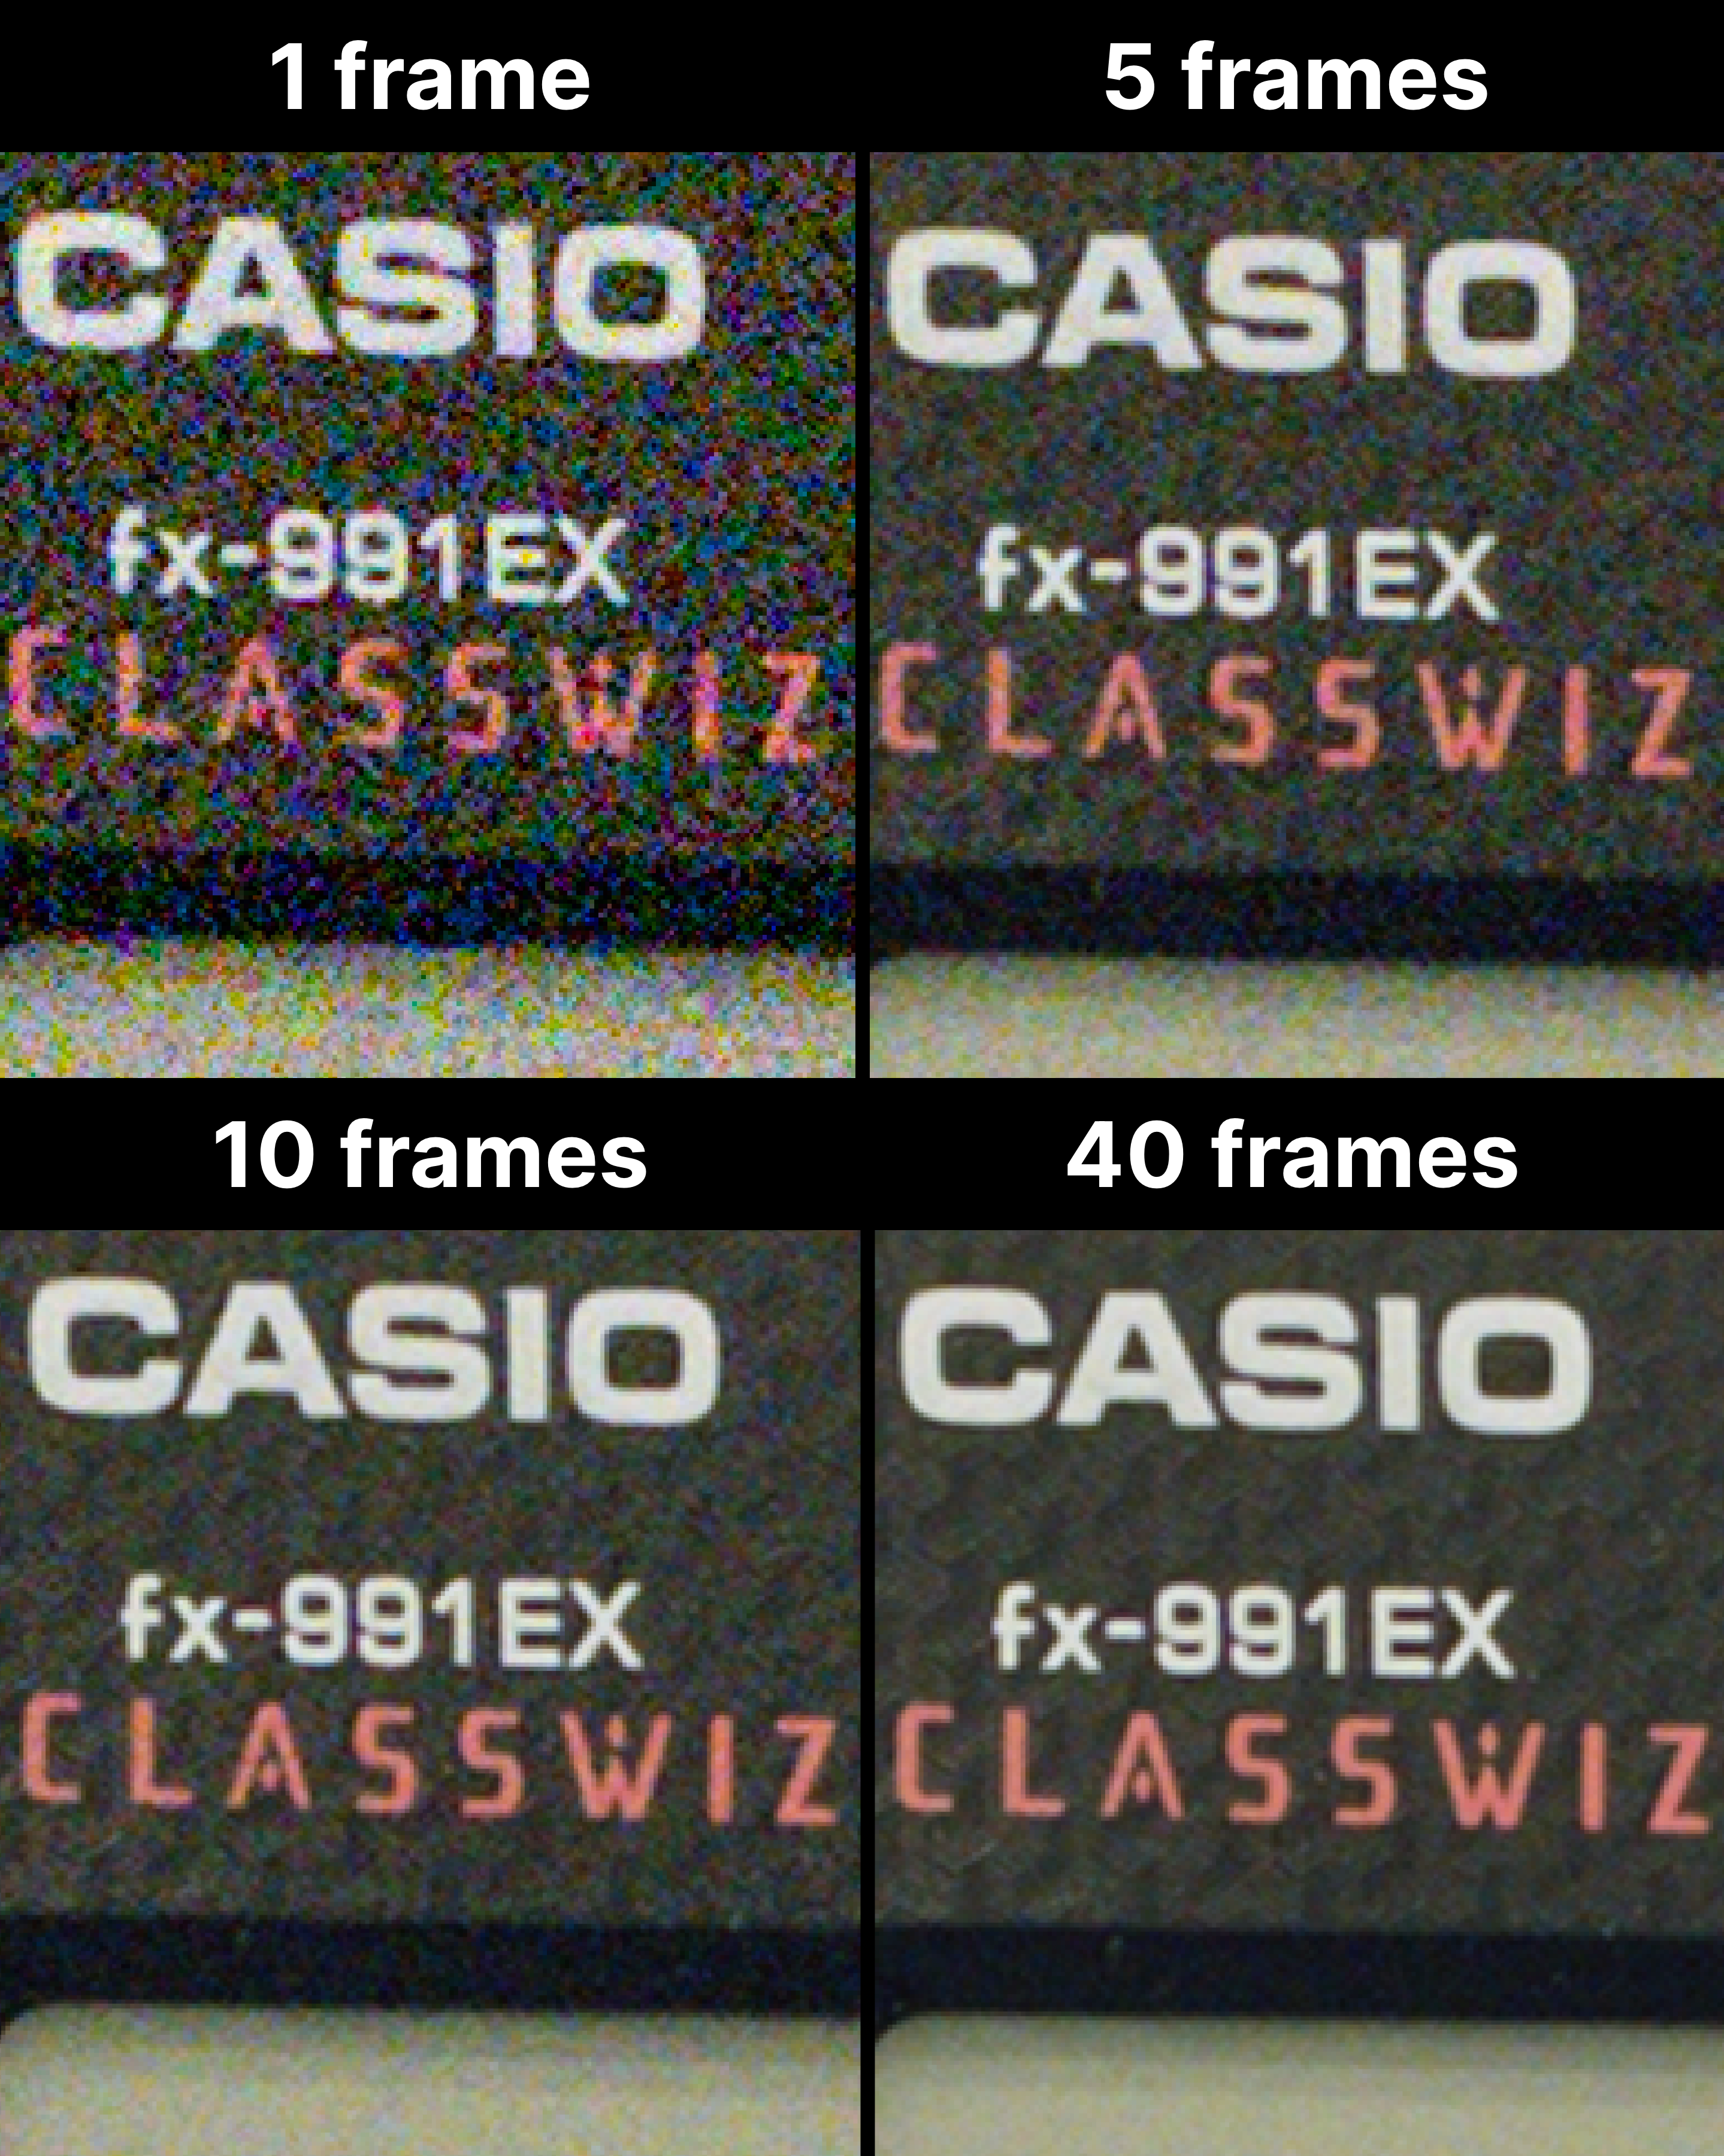 1 frame
CASIO
fx-991EX
CLASSWIZ
5 frames
CASIO
fx-991EX
CLASSWIZ
10 frames
CASIO
fx-991EX
CLASSWIZ
40 frames
CASIO
fx-991EX
CLASSWIZ